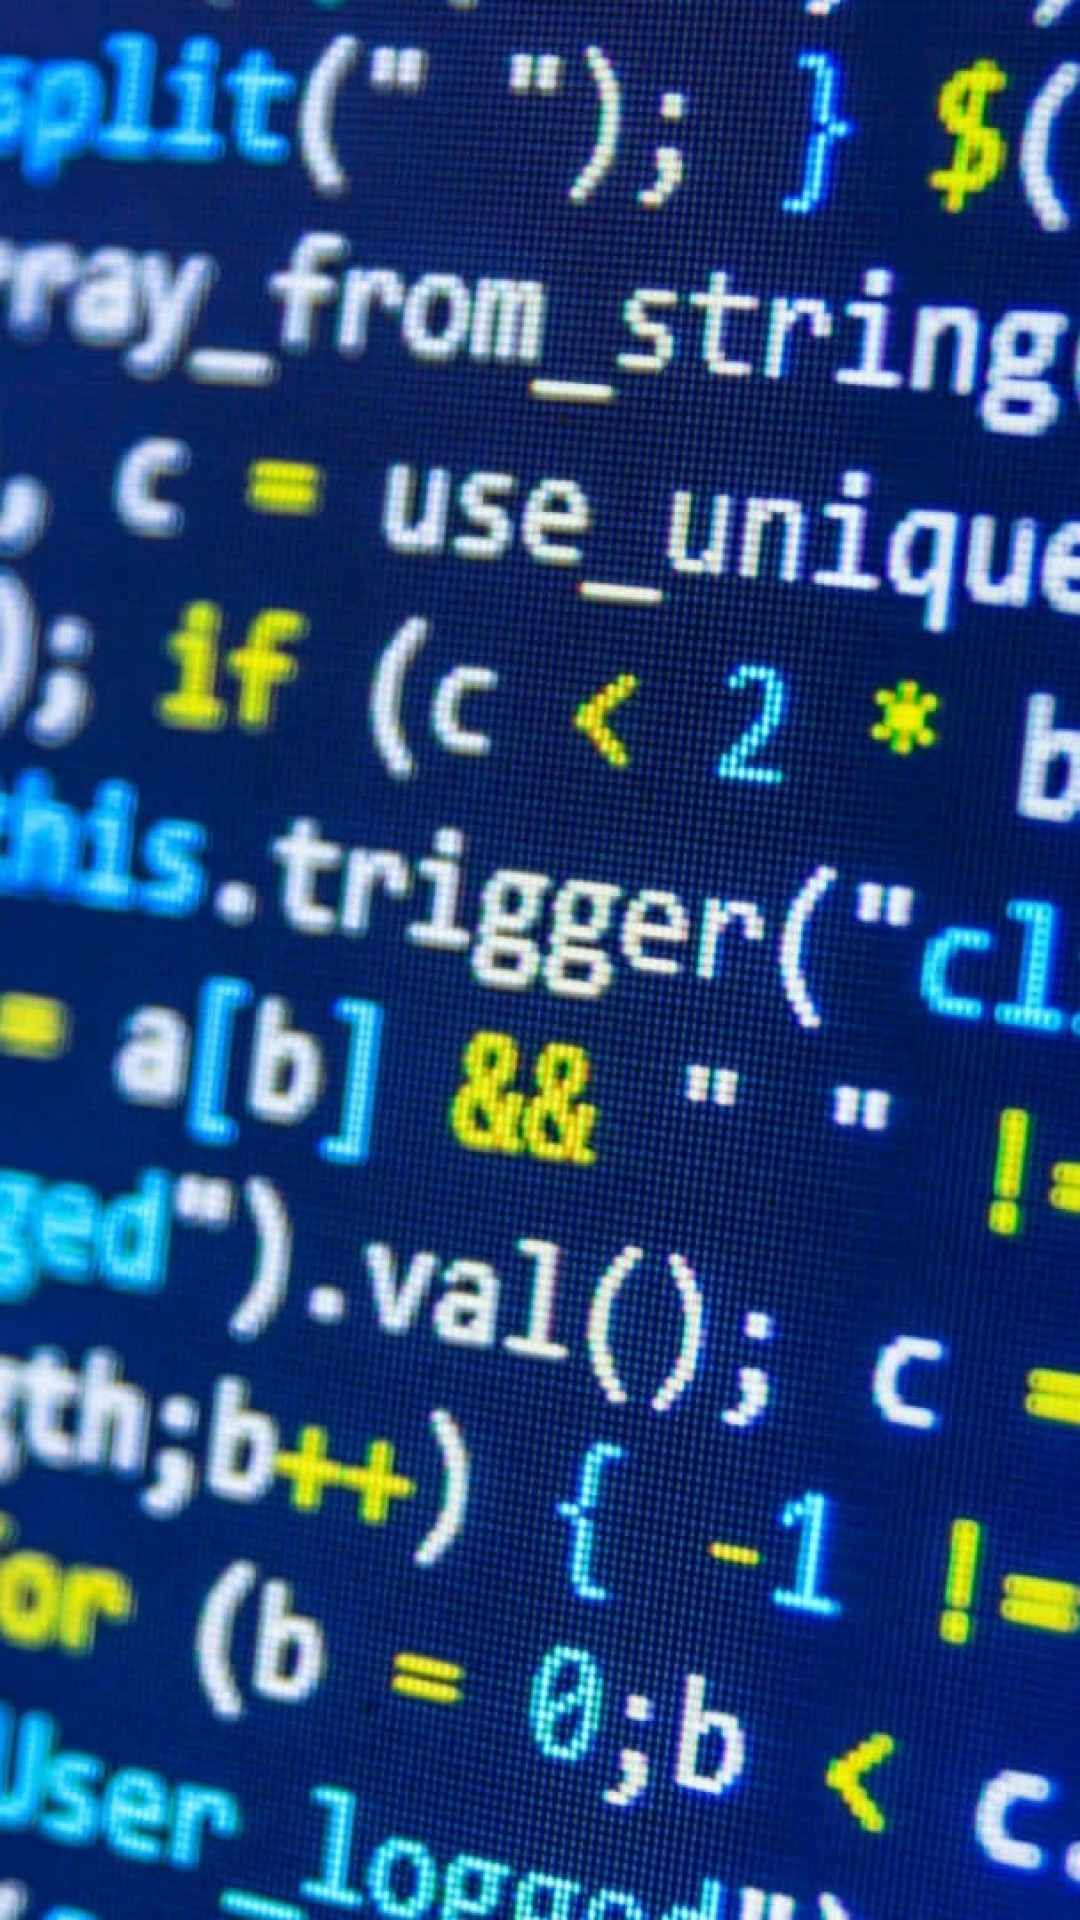 split(" "); } $(
rray_from_string(
, c = use_unique
); if (c < 2 * b
this.trigger("cl
= a[b] && " " !=
ged").val(); c =
gth;b++) { -1 !=
for (b = 0;b < c.
User_logged")